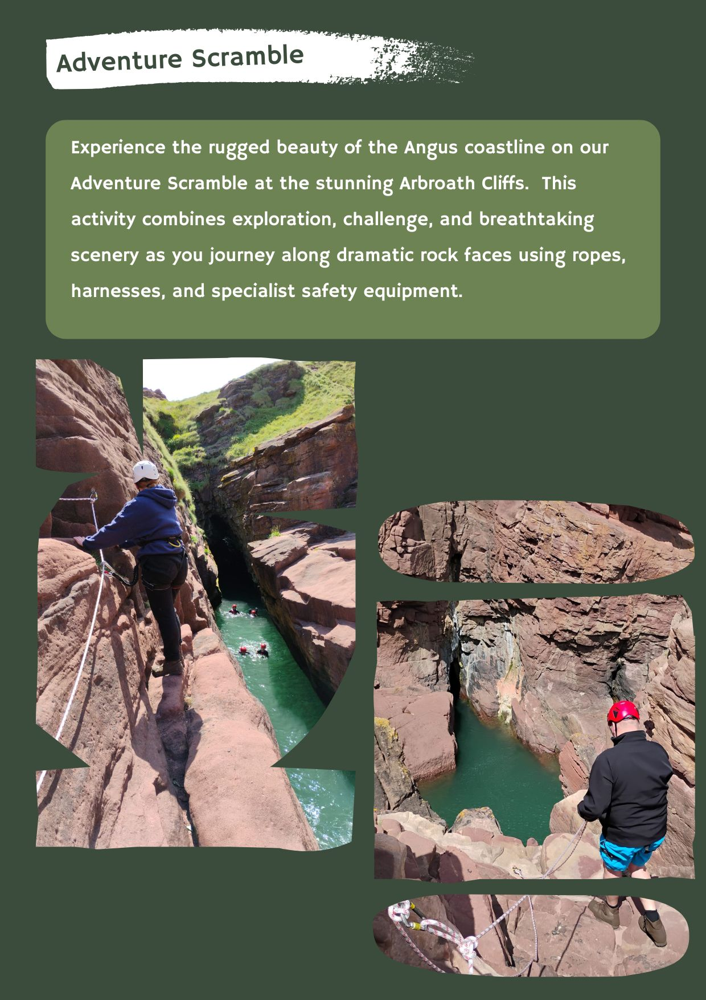 Adventure Scramble
Experience the rugged beauty of the Angus coastline on our
Adventure Scramble at the stunning Arbroath Cliffs.  This
activity combines exploration, challenge, and breathtaking
scenery as you journey along dramatic rock faces using ropes,
harnesses, and specialist safety equipment.